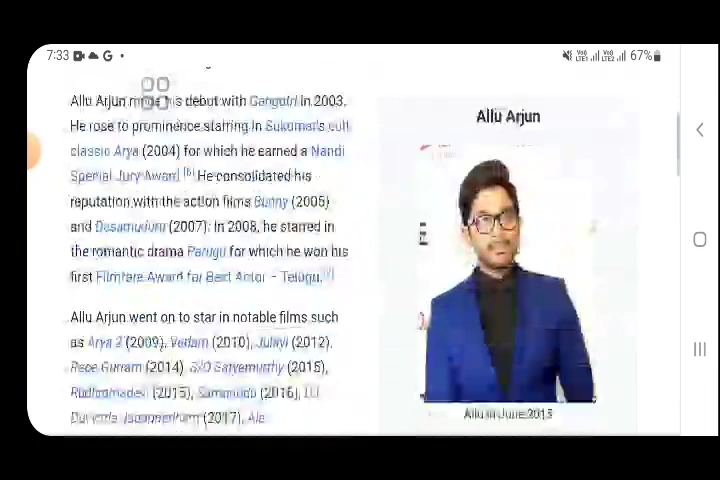 7:33
67%
Allu Arjun made his debut with Gangotri in 2003.
He rose to prominence starring in Sukumar's cult
classic Arya (2004) for which he earned a Nandi
Special Jury Award.[6] He consolidated his
reputation with the action films Bunny (2005)
and Desamuduru (2007). In 2008, he starred in
the romantic drama Parugu for which he won his
first Filmfare Award for Best Actor – Telugu.
Allu Arjun went on to star in notable films such
as Arya 2 (2009), Vedam (2010), Julayi (2012),
Race Gurram (2014), S/O Satyamurthy (2015),
Rudhramadevi (2015), Sarrainodu (2016), DJ:
Duvvada Jagannadham (2017), Ala
Allu Arjun
Allu in June 2015